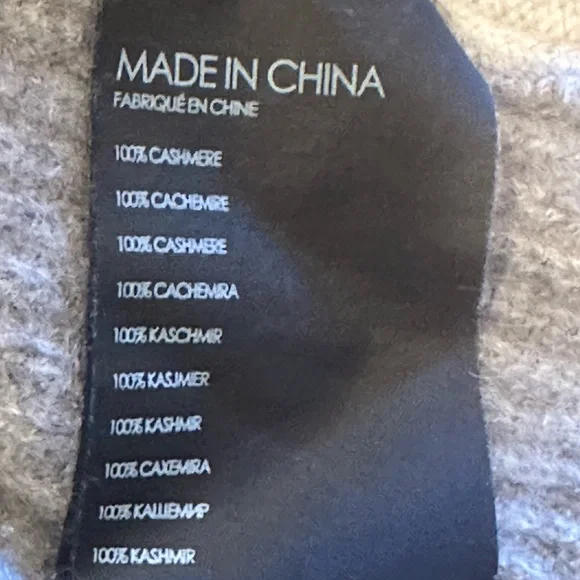 MADE IN CHINA
FABRIQUÉ EN CHINE
100% CASHMERE
100% CACHEMIRE
100% CASHMERE
100% CACHEMIRA
100% KASCHMIR
100% KASJMIER
100% KASHMIR
100% CAXEMIRA
100% КАШЕМИР
100% KASHMIR